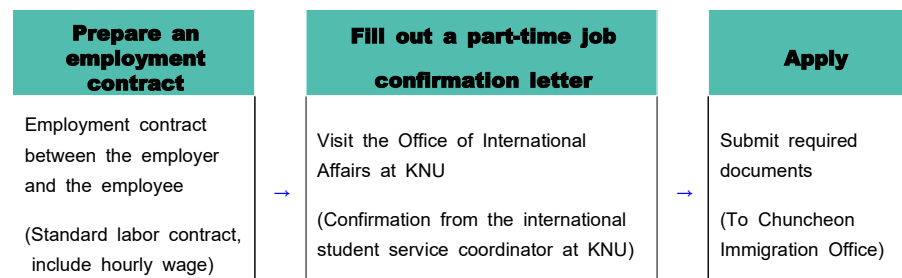 Prepare an
employment
contract
Employment contract
between the employer
and the employee
(Standard labor contract,
include hourly wage)
→
Fill out a part-time job
confirmation letter
Visit the Office of International
Affairs at KNU
(Confirmation from the international
student service coordinator at KNU)
→
Apply
Submit required
documents
(To Chuncheon
Immigration Office)